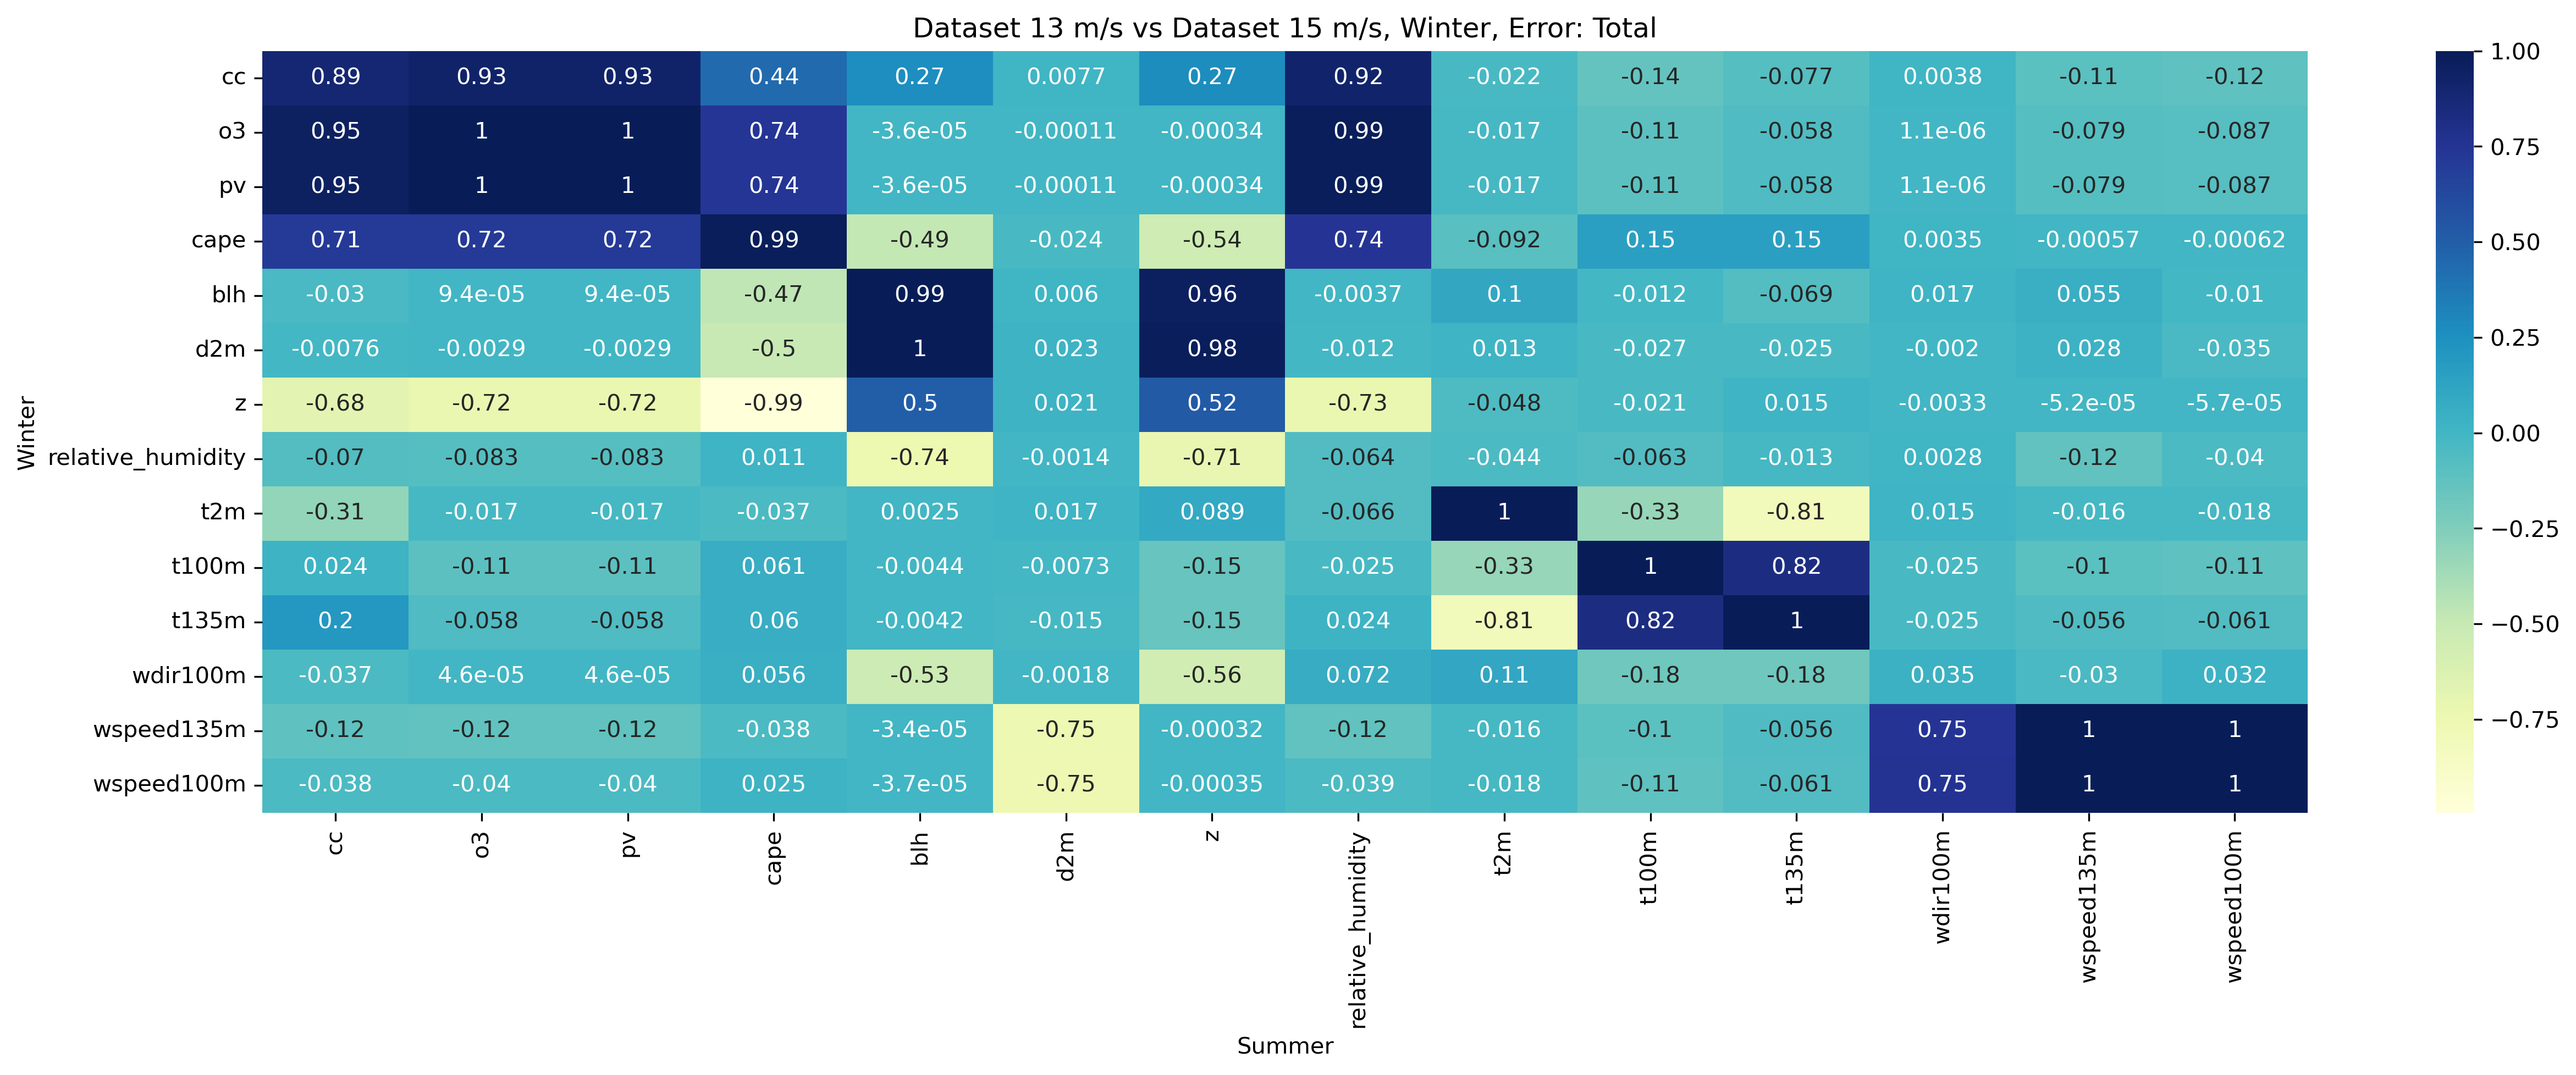 Dataset 13 m/s vs Dataset 15 m/s, Winter, Error: Total
cc 0.89 0.93 0.93 0.44 0.27 0.0077 0.27 0.92 -0.022 -0.14 -0.077 0.0038 -0.11 -0.12
o3 0.95 1 1 0.74 -3.6e-05 -0.00011 -0.00034 0.99 -0.017 -0.11 -0.058 1.1e-06 -0.079 -0.087
pv 0.95 1 1 0.74 -3.6e-05 -0.00011 -0.00034 0.99 -0.017 -0.11 -0.058 1.1e-06 -0.079 -0.087
cape 0.71 0.72 0.72 0.99 -0.49 -0.024 -0.54 0.74 -0.092 0.15 0.15 0.0035 -0.00057 -0.00062
blh -0.03 9.4e-05 9.4e-05 -0.47 0.99 0.006 0.96 -0.0037 0.1 -0.012 -0.069 0.017 0.055 -0.01
d2m -0.0076 -0.0029 -0.0029 -0.5 1 0.023 0.98 -0.012 0.013 -0.027 -0.025 -0.002 0.028 -0.035
z -0.68 -0.72 -0.72 -0.99 0.5 0.021 0.52 -0.73 -0.048 -0.021 0.015 -0.0033 -5.2e-05 -5.7e-05
relative_humidity -0.07 -0.083 -0.083 0.011 -0.74 -0.0014 -0.71 -0.064 -0.044 -0.063 -0.013 0.0028 -0.12 -0.04
t2m -0.31 -0.017 -0.017 -0.037 0.0025 0.017 0.089 -0.066 1 -0.33 -0.81 0.015 -0.016 -0.018
t100m 0.024 -0.11 -0.11 0.061 -0.0044 -0.0073 -0.15 -0.025 -0.33 1 0.82 -0.025 -0.1 -0.11
t135m 0.2 -0.058 -0.058 0.06 -0.0042 -0.015 -0.15 0.024 -0.81 0.82 1 -0.025 -0.056 -0.061
wdir100m -0.037 4.6e-05 4.6e-05 0.056 -0.53 -0.0018 -0.56 0.072 0.11 -0.18 -0.18 0.035 -0.03 0.032
wspeed135m -0.12 -0.12 -0.12 -0.038 -3.4e-05 -0.75 -0.00032 -0.12 -0.016 -0.1 -0.056 0.75 1 1
wspeed100m -0.038 -0.04 -0.04 0.025 -3.7e-05 -0.75 -0.00035 -0.039 -0.018 -0.11 -0.061 0.75 1 1
Winter
cc o3 pv cape blh d2m z relative_humidity t2m t100m t135m wdir100m wspeed135m wspeed100m
Summer
1.00
0.75
0.50
0.25
0.00
−0.25
−0.50
−0.75